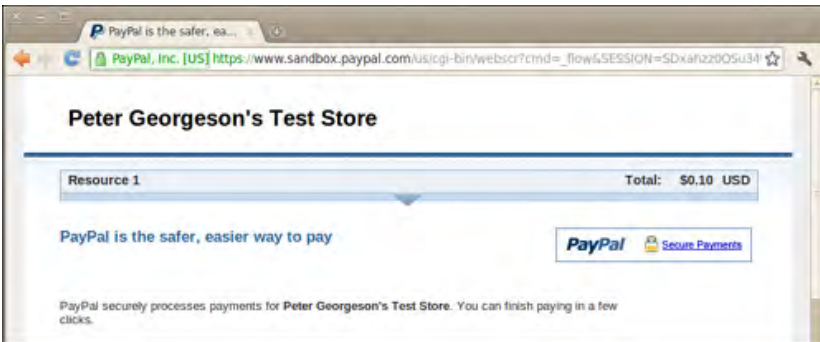 PayPal is the safer, ea...
PayPal, Inc. [US] https://www.sandbox.paypal.com/us/cgi-bin/webscr?cmd=_flow&SESSION=
Peter Georgeson's Test Store
Resource 1 Total: $0.10 USD
PayPal is the safer, easier way to pay
PayPal Secure Payments
PayPal securely processes payments for Peter Georgeson's Test Store. You can finish paying in a few
clicks.